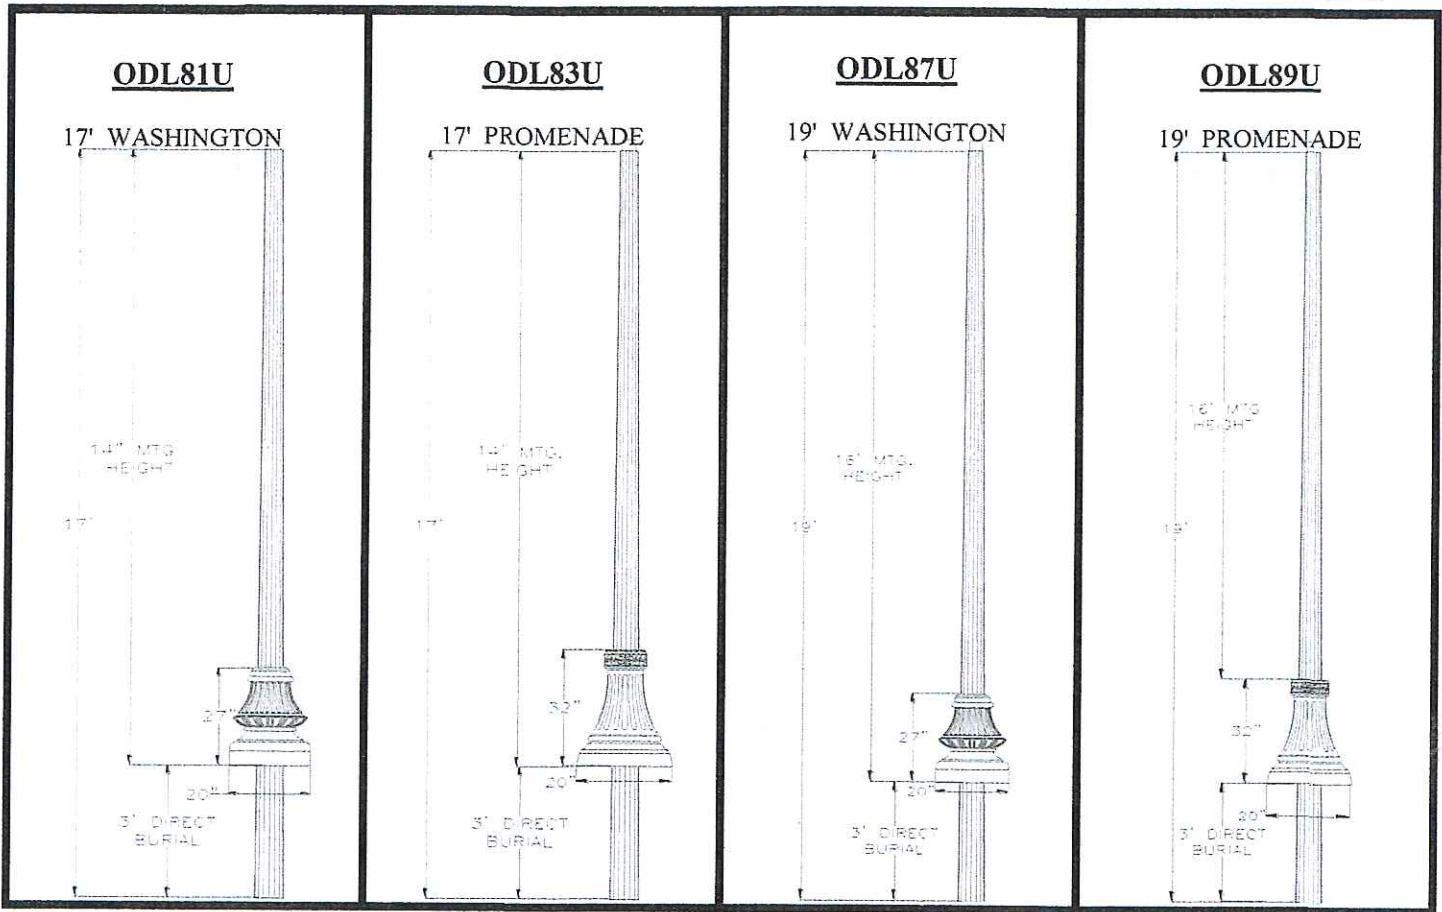 ODL81U
17' WASHINGTON
14" MTG.
HEIGHT
17'
27"
20"
3' DIRECT
BURIAL
ODL83U
17' PROMENADE
14" MTG.
HEIGHT
17'
32"
20"
3' DIRECT
BURIAL
ODL87U
19' WASHINGTON
16' MTG.
HEIGHT
19'
27"
20"
3' DIRECT
BURIAL
ODL89U
19' PROMENADE
16' MTG
HEIGHT
19'
32"
20"
3' DIRECT
BURIAL